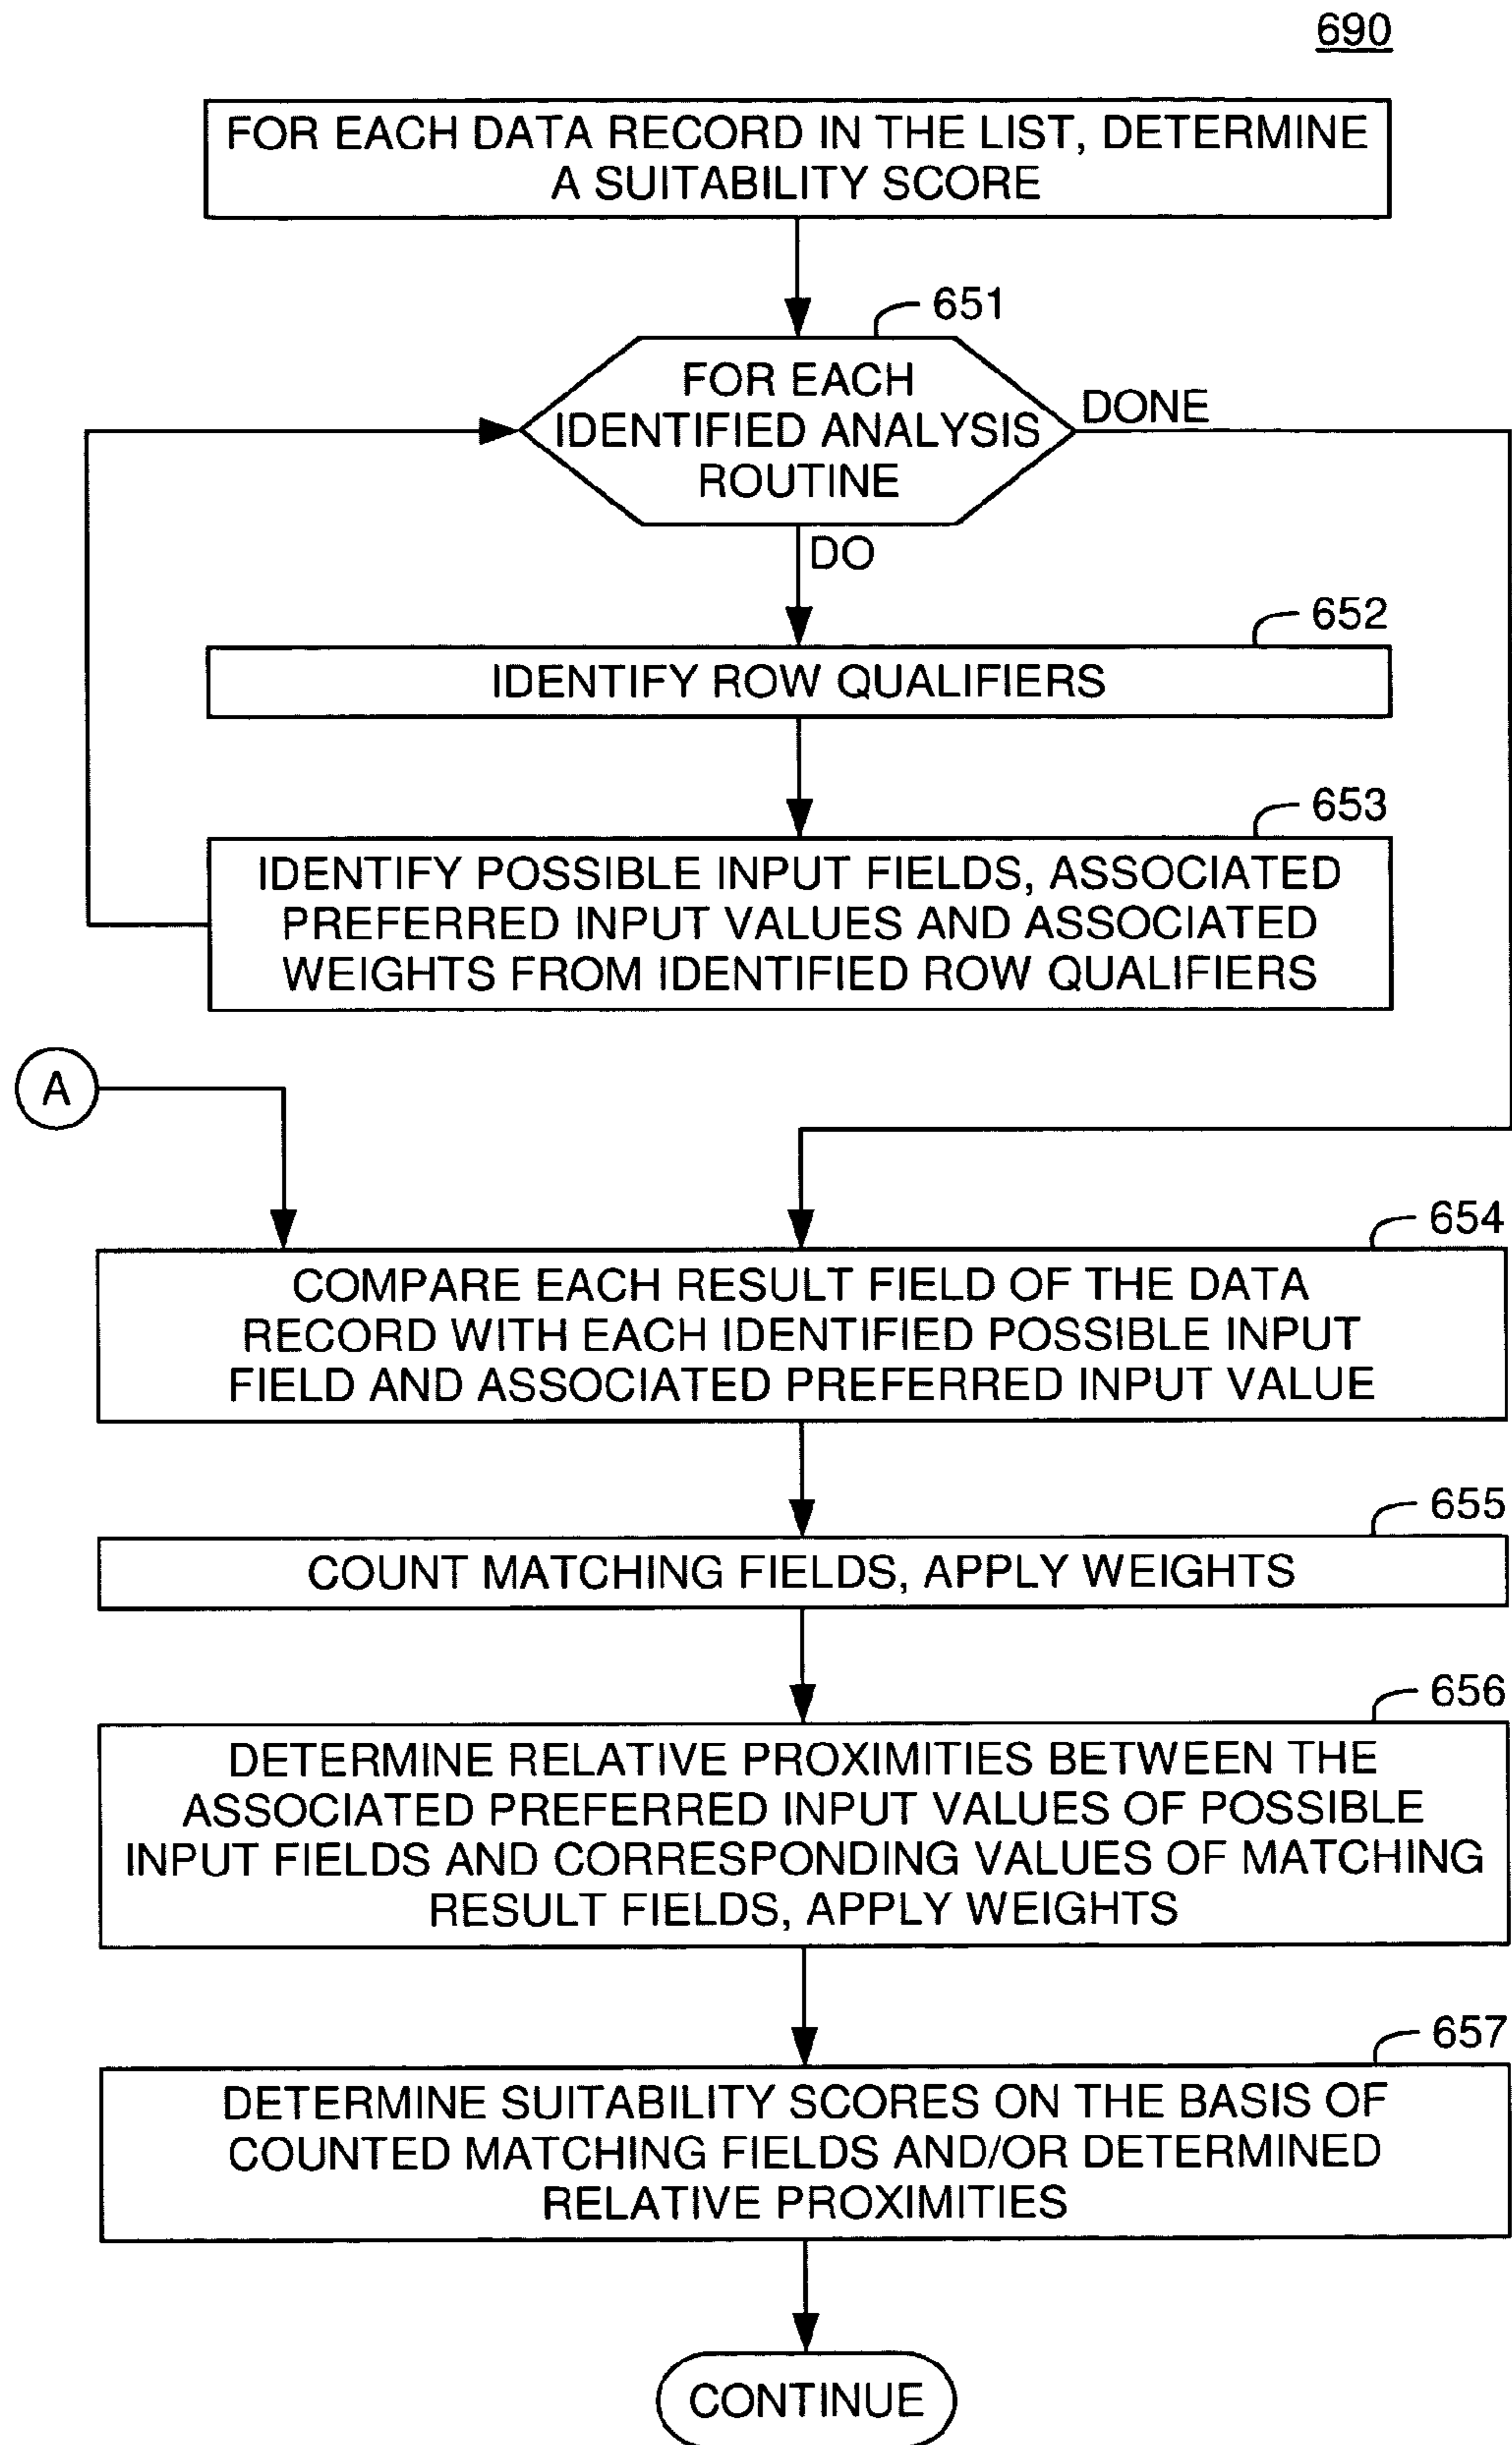 690
FOR EACH DATA RECORD IN THE LIST, DETERMINE
A SUITABILITY SCORE
651
FOR EACH
IDENTIFIED ANALYSIS
ROUTINE
DONE
DO
652
IDENTIFY ROW QUALIFIERS
653
IDENTIFY POSSIBLE INPUT FIELDS, ASSOCIATED
PREFERRED INPUT VALUES AND ASSOCIATED
WEIGHTS FROM IDENTIFIED ROW QUALIFIERS
A
654
COMPARE EACH RESULT FIELD OF THE DATA
RECORD WITH EACH IDENTIFIED POSSIBLE INPUT
FIELD AND ASSOCIATED PREFERRED INPUT VALUE
655
COUNT MATCHING FIELDS, APPLY WEIGHTS
656
DETERMINE RELATIVE PROXIMITIES BETWEEN THE
ASSOCIATED PREFERRED INPUT VALUES OF POSSIBLE
INPUT FIELDS AND CORRESPONDING VALUES OF MATCHING
RESULT FIELDS, APPLY WEIGHTS
657
DETERMINE SUITABILITY SCORES ON THE BASIS OF
COUNTED MATCHING FIELDS AND/OR DETERMINED
RELATIVE PROXIMITIES
CONTINUE